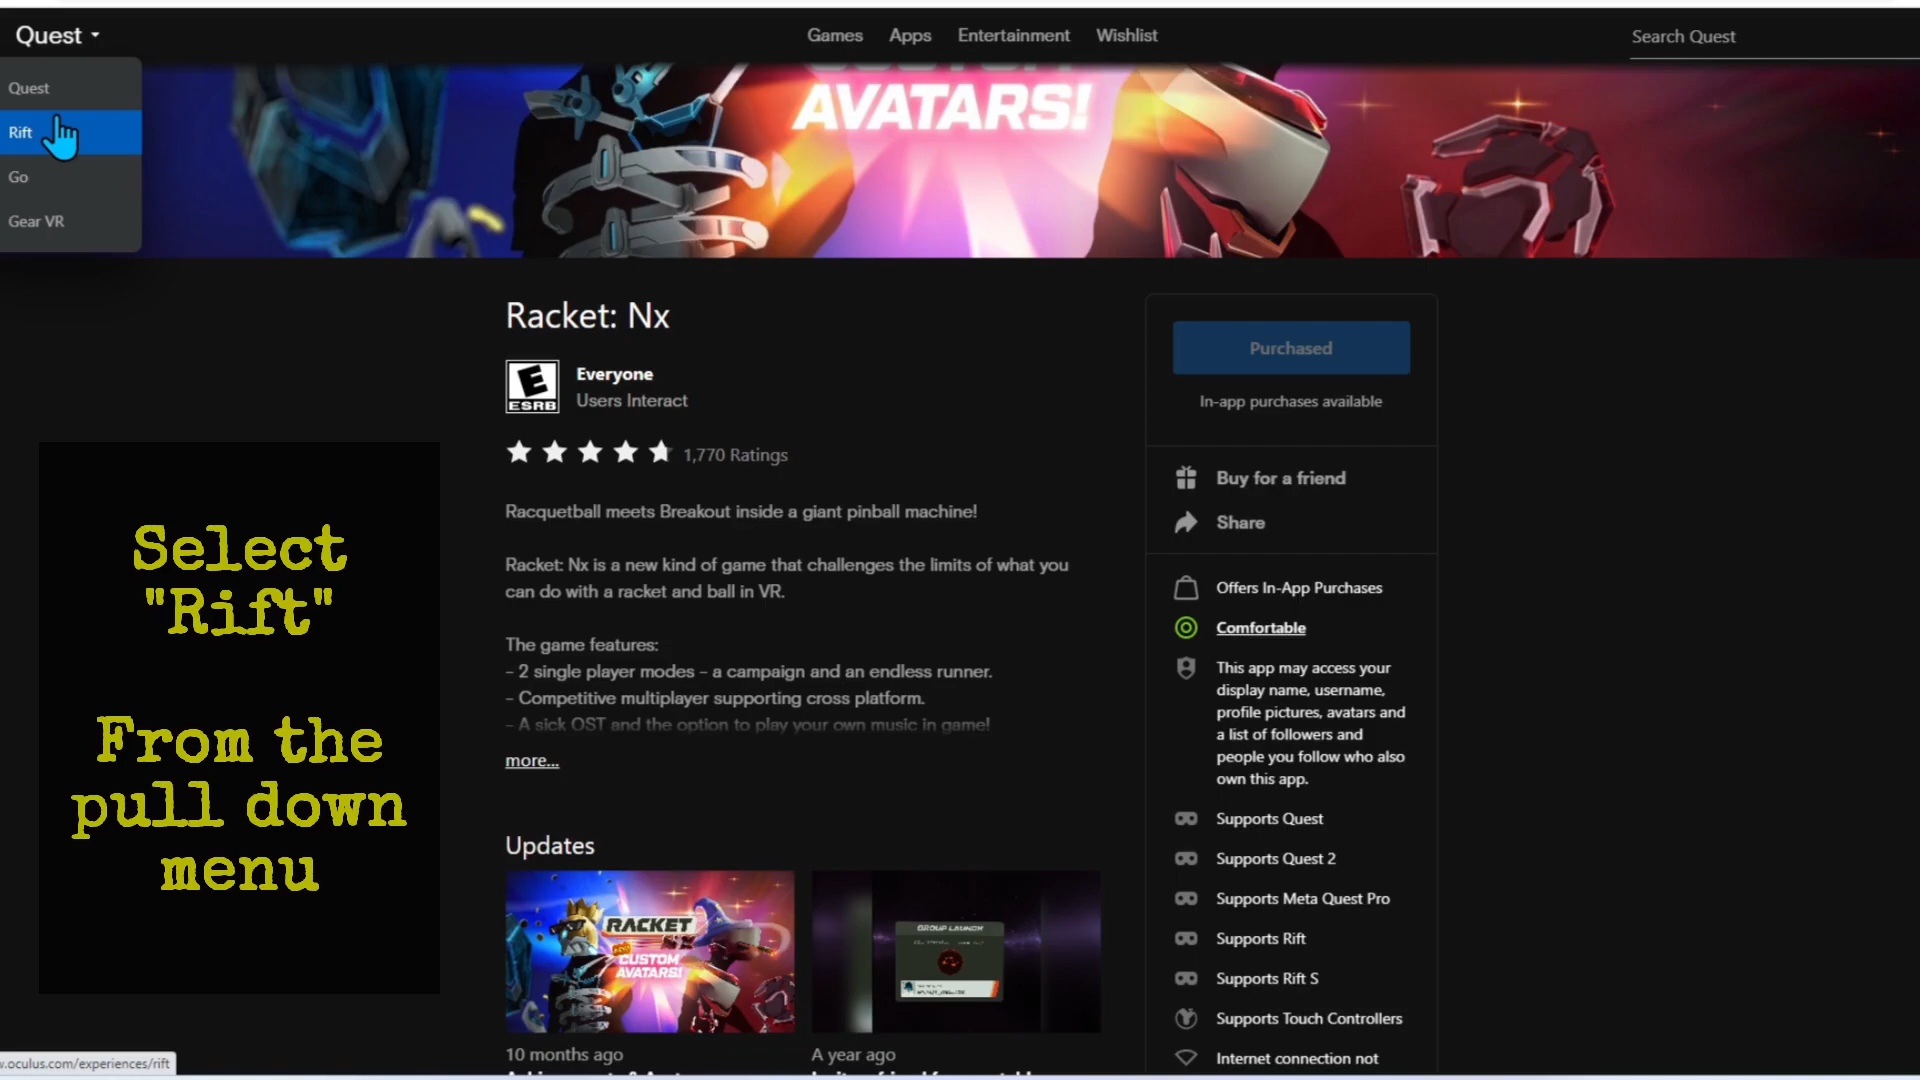 Quest
Games Apps Entertainment Wishlist
Search Quest
Quest
Rift
Go
Gear VR
AVATARS!
Racket: Nx
E
ESRB
Everyone
Users Interact
1,770 Ratings
Purchased
In-app purchases available
Buy for a friend
Share
Select
"Rift"
From the
pull down
menu
Racquetball meets Breakout inside a giant pinball machine!
Racket: Nx is a new kind of game that challenges the limits of what you
can do with a racket and ball in VR.
The game features:
- 2 single player modes - a campaign and an endless runner.
- Competitive multiplayer supporting cross platform.
- A sick OST and the option to play your own music in game!
more...
Offers In-App Purchases
Comfortable
This app may access your
display name, username,
profile pictures, avatars and
a list of followers and
people you follow who also
own this app.
Supports Quest
Supports Quest 2
Supports Meta Quest Pro
Supports Rift
Supports Rift S
Supports Touch Controllers
Internet connection not
Updates
RACKET
CUSTOM
AVATARS!
GROUP LAUNCH
10 months ago
A year ago
w.oculus.com/experiences/rift